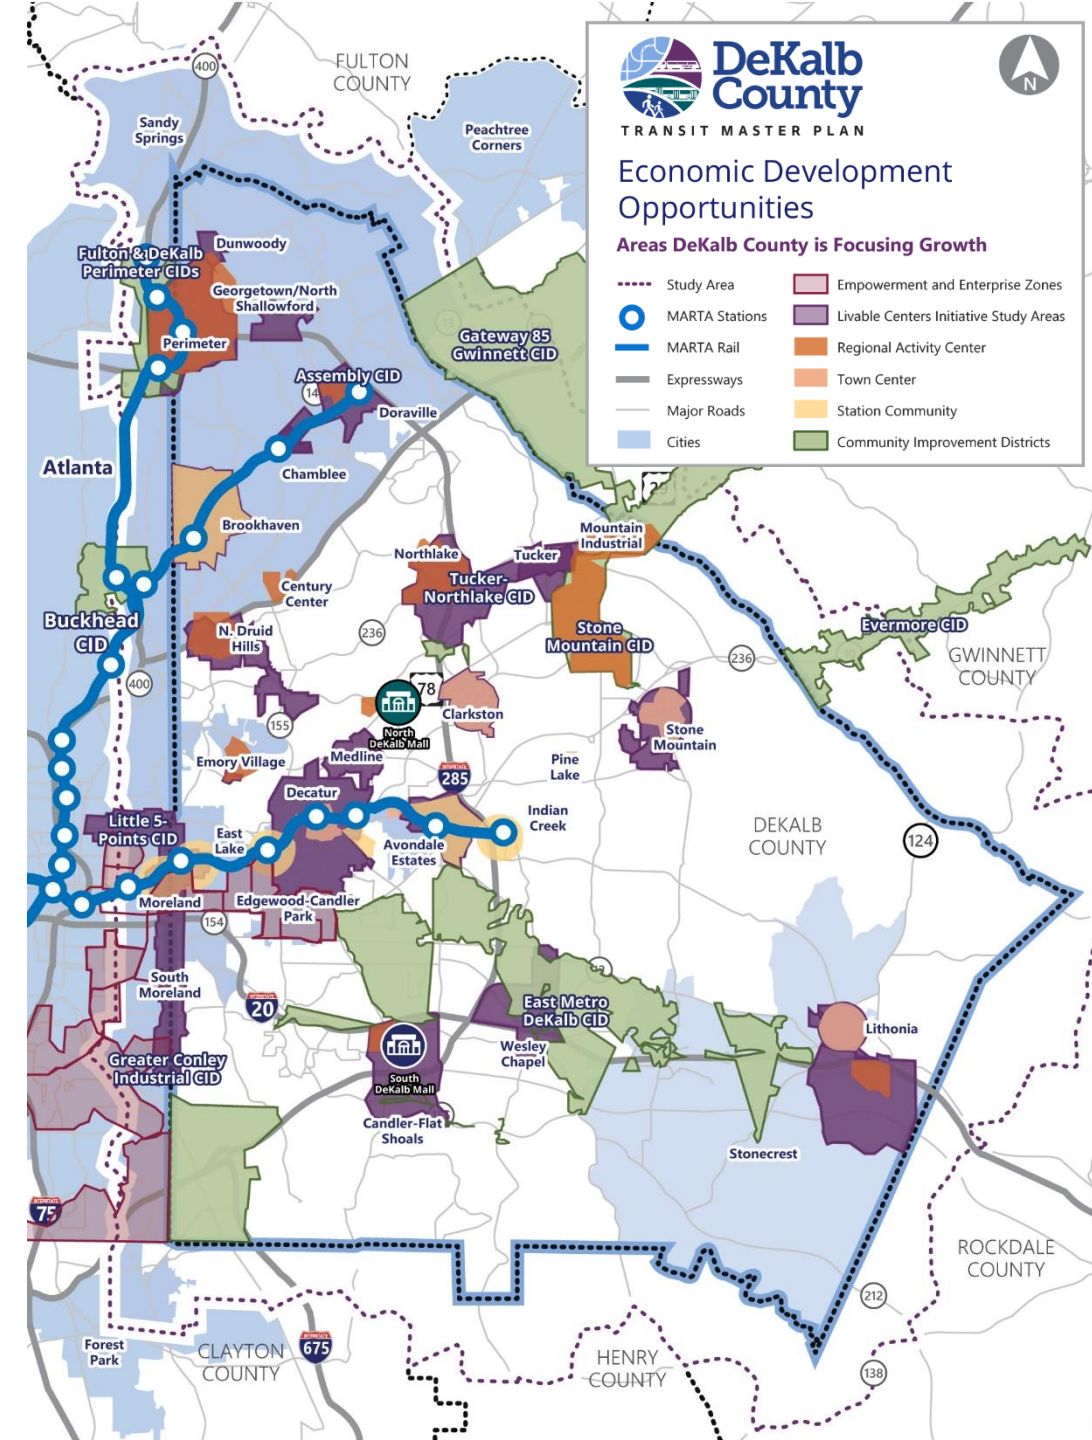 DeKalb
County
TRANSIT MASTER PLAN
N
Economic Development
Opportunities
Areas DeKalb County is Focusing Growth
Study Area
MARTA Stations
MARTA Rail
Expressways
Major Roads
Cities
Empowerment and Enterprise Zones
Livable Centers Initiative Study Areas
Regional Activity Center
Town Center
Station Community
Community Improvement Districts
FULTON
COUNTY
400
Sandy
Springs
Peachtree
Corners
Dunwoody
Fulton & DeKalb
Perimeter CIDs
Georgetown/North
Shallowford
Perimeter
Gateway 85
Gwinnett CID
Assembly CID
14
Doraville
Atlanta
Chamblee
Brookhaven
Mountain
Industrial
Northlake
Tucker
Tucker-
Northlake CID
Century
Center
Buckhead
CID
N. Druid
Hills
236
Stone
Mountain CID
236
Evermore CID
GWINNETT
COUNTY
400
78
Clarkston
155
North
DeKalb Mall
Stone
Mountain
Emory Village
Medline
Pine
Lake
INTERSTATE
285
Decatur
Indian
Creek
Little 5-
Points CID
East
Lake
DEKALB
COUNTY
124
Avondale
Estates
Moreland
Edgewood-Candler
Park
154
South
Moreland
INTERSTATE
20
East Metro
DeKalb CID
Lithonia
Wesley
Chapel
Greater Conley
Industrial CID
South
DeKalb Mall
Candler-Flat
Shoals
Stonecrest
INTERSTATE
75
ROCKDALE
COUNTY
212
Forest
Park
CLAYTON
COUNTY
INTERSTATE
675
HENRY
COUNTY
138